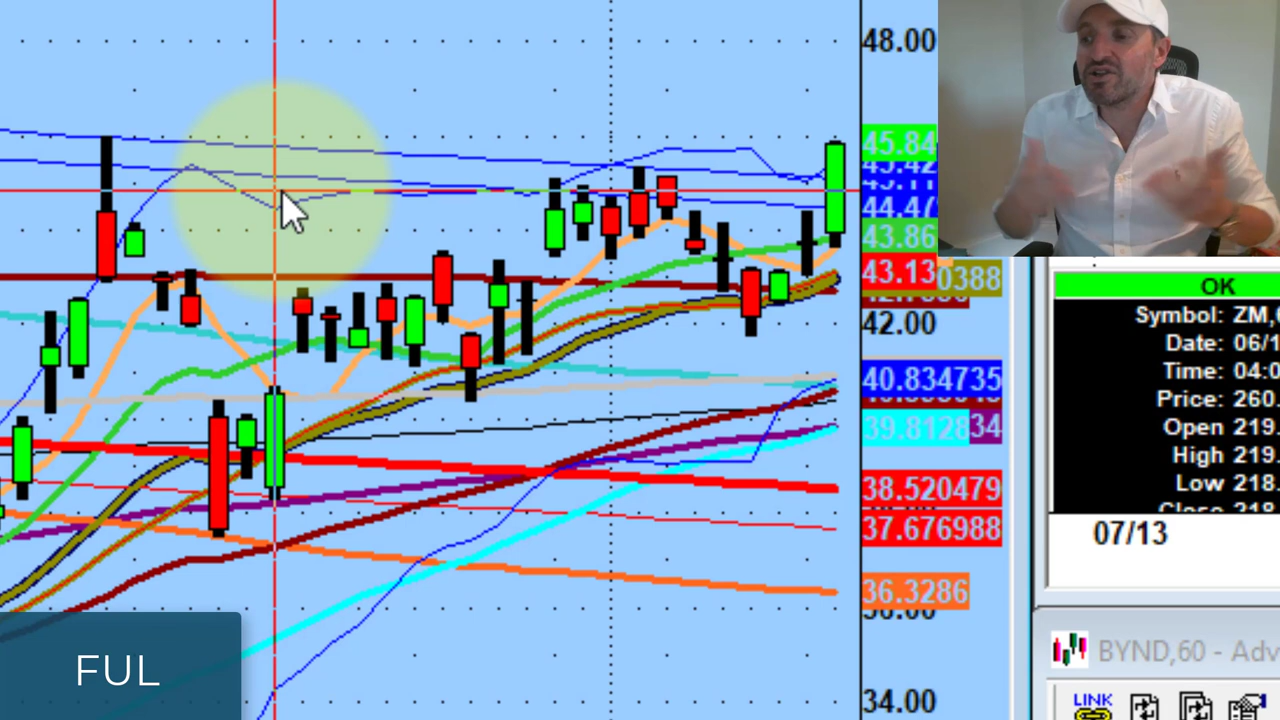 48.00
45.84
44.47
43.86
43.13
0388
42.00
40.834735
39.8128
34
38.520479
37.676988
36.3286
34.00
OK
Symbol: ZM,
Date: 06/1
Time: 04:0
Price: 260.
Open 219.
High 219.
Low 218.
07/13
BYND,60 - Adv
LINK
FUL